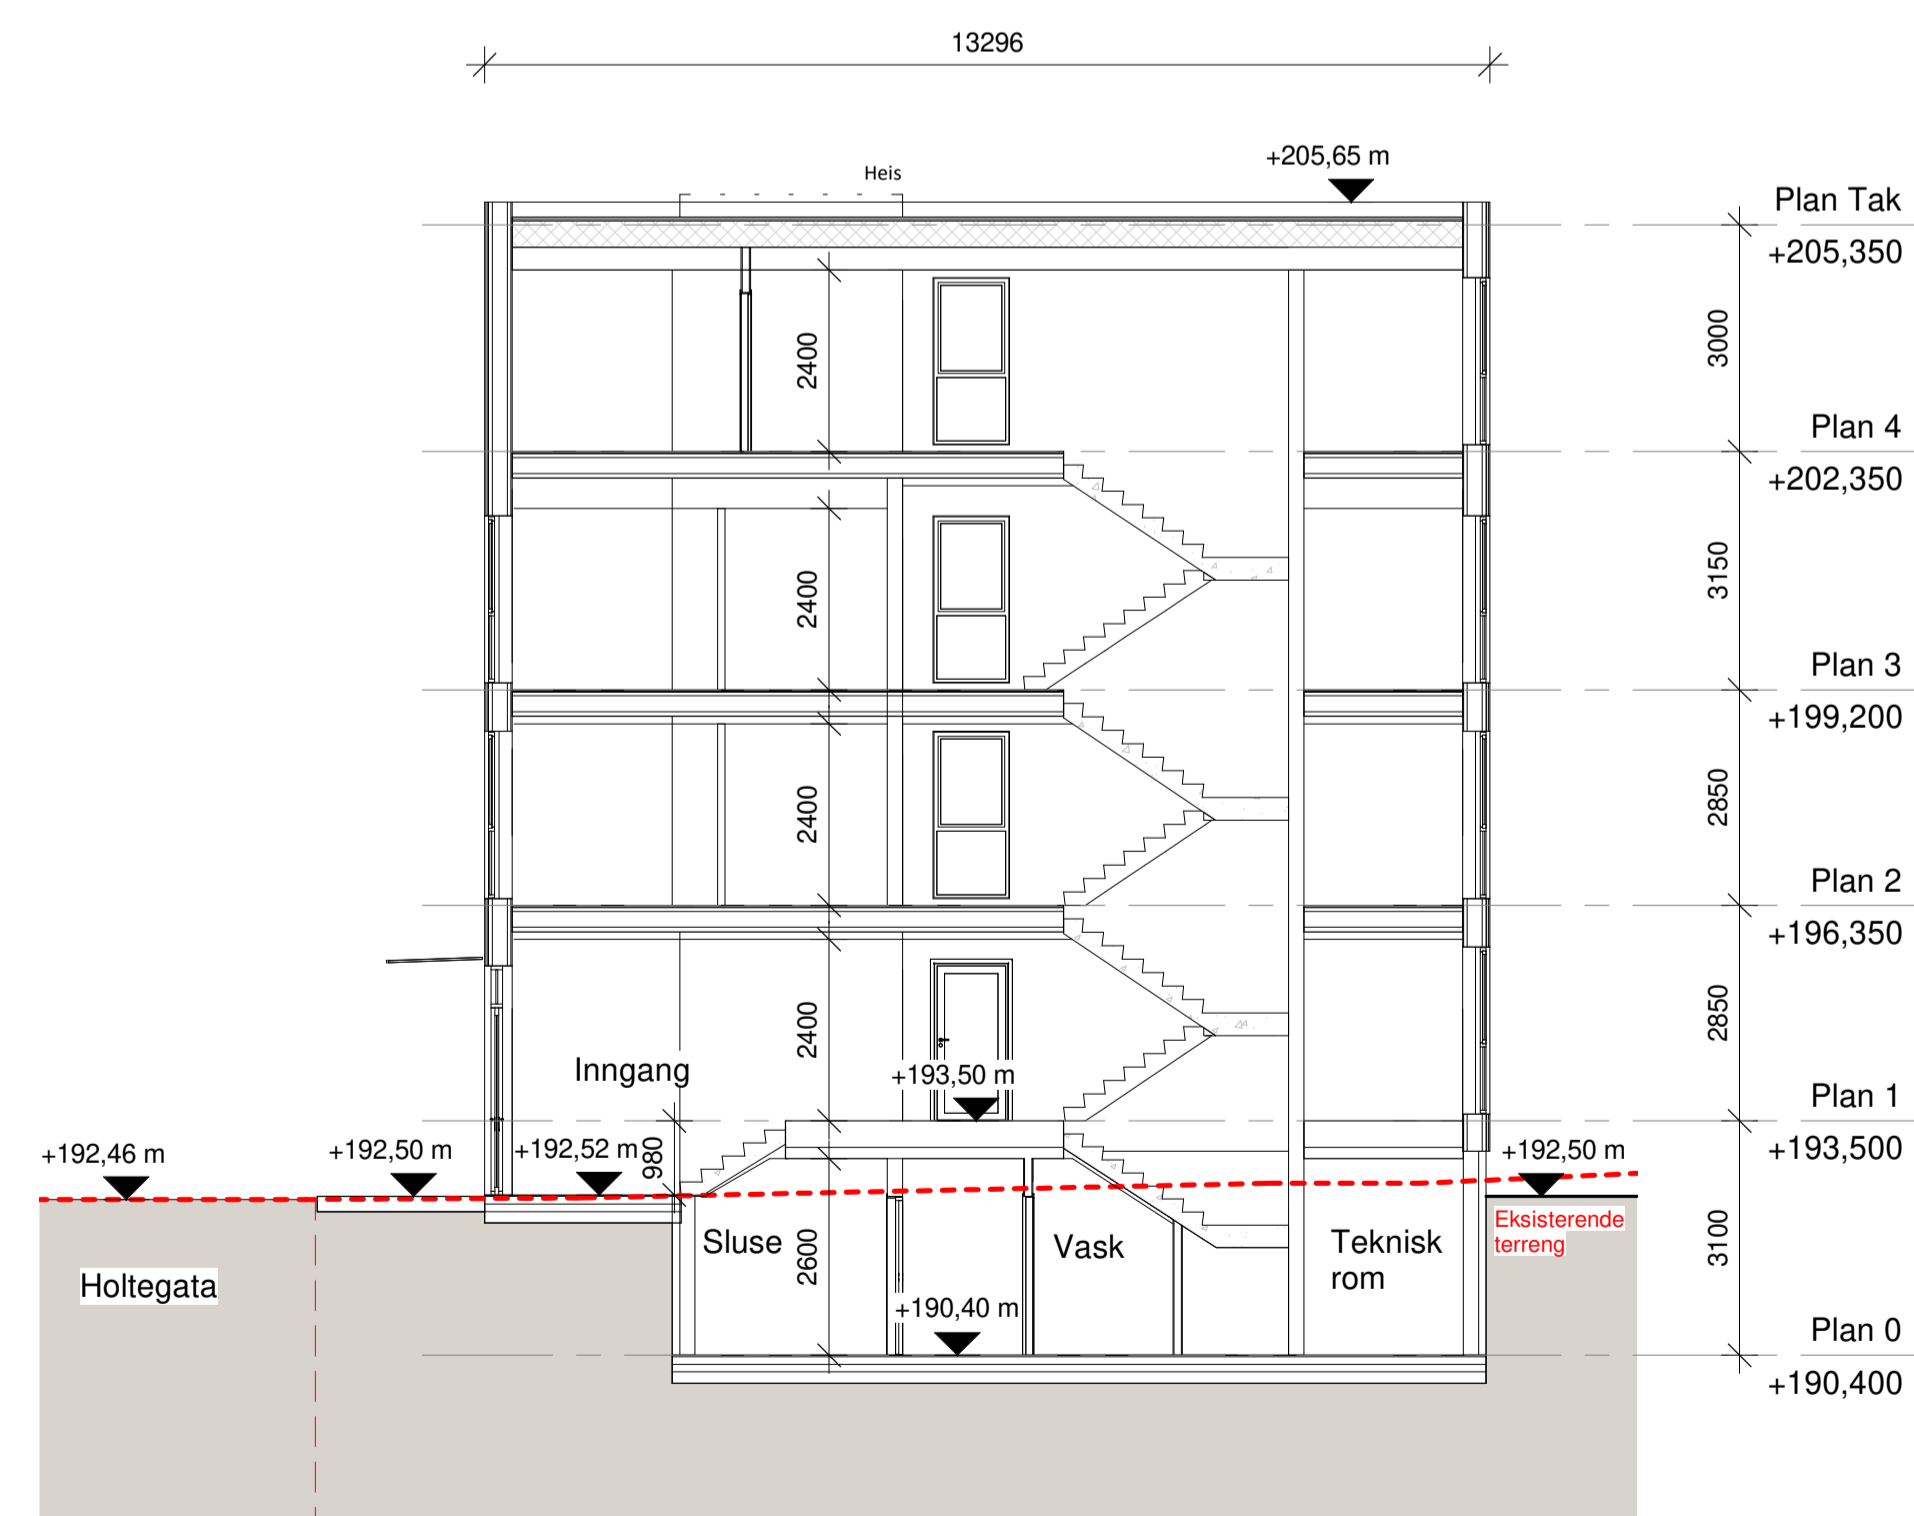 13296
+205,65 m
Heis
Plan Tak
+205,350
3000
2400
Plan 4
+202,350
3150
2400
Plan 3
+199,200
2850
2400
Plan 2
+196,350
2850
2400
Inngang
+193,50 m
Plan 1
+193,500
+192,46 m
+192,50 m
+192,52 m
980
+192,50 m
Eksisterende
terreng
Sluse
2600
Vask
Teknisk
rom
3100
Holtegata
+190,40 m
Plan 0
+190,400